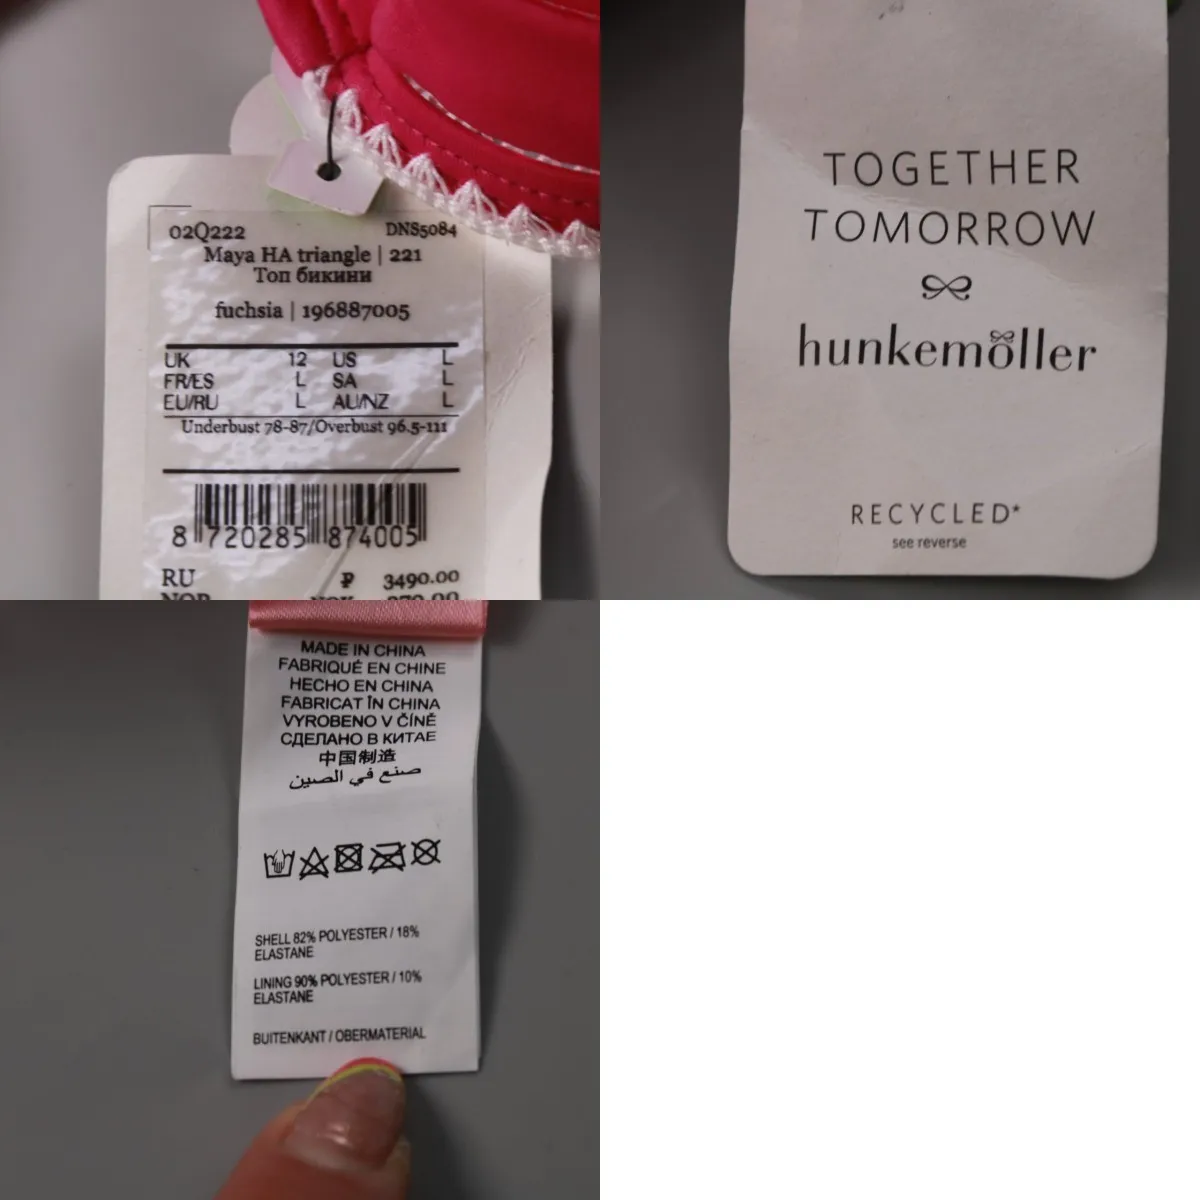 02Q222 DNS5084
Maya HA triangle | 221
Топ бикини
fuchsia | 196887005
UK 12 US L
FR/ES L SA L
EU/RU L AU/NZ L
Underbust 78-87/Overbust 96.5-111
8 720285 874005
RU ₽ 3490.00
TOGETHER
TOMORROW
hunkemöller
RECYCLED*
see reverse
MADE IN CHINA
FABRIQUÉ EN CHINE
HECHO EN CHINA
FABRICAT ÎN CHINA
VYROBENO V ČÍNĚ
СДЕЛАНО В КИТАЕ
中国制造
صنع في الصين
SHELL 82% POLYESTER / 18%
ELASTANE
LINING 90% POLYESTER / 10%
ELASTANE
BUITENKANT / OBERMATERIAL